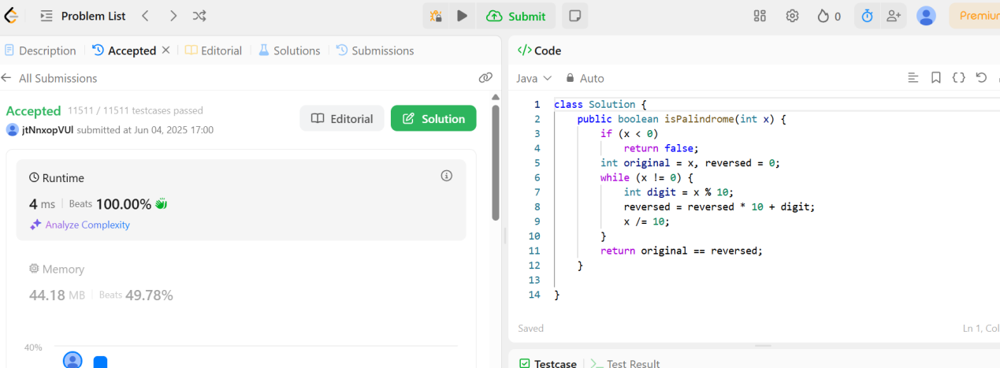 Problem List
Submit
0
Premium
Description
Accepted
Editorial
Solutions
Submissions
All Submissions
Accepted 11511 / 11511 testcases passed
jtNnxopVUl submitted at Jun 04, 2025 17:00
Editorial
Solution
Runtime
4 ms Beats 100.00%
Analyze Complexity
Memory
44.18 MB Beats 49.78%
40%
</> Code
Java Auto
1 class Solution {
2 public boolean isPalindrome(int x) {
3 if (x < 0)
4 return false;
5 int original = x, reversed = 0;
6 while (x != 0) {
7 int digit = x % 10;
8 reversed = reversed * 10 + digit;
9 x /= 10;
10 }
11 return original == reversed;
12 }
13
14 }
Saved
Ln 1, Col
Testcase
Test Result